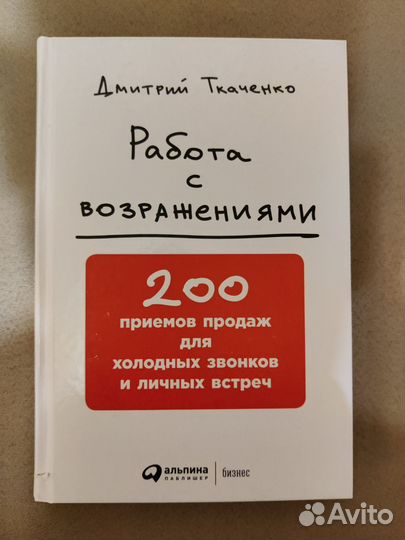 Дмитрий Ткаченко
Работа
с
возражениями
200
приемов продаж
для
холодных звонков
и личных встреч
альпина
ПАБЛИШЕР
бизнес
Avito